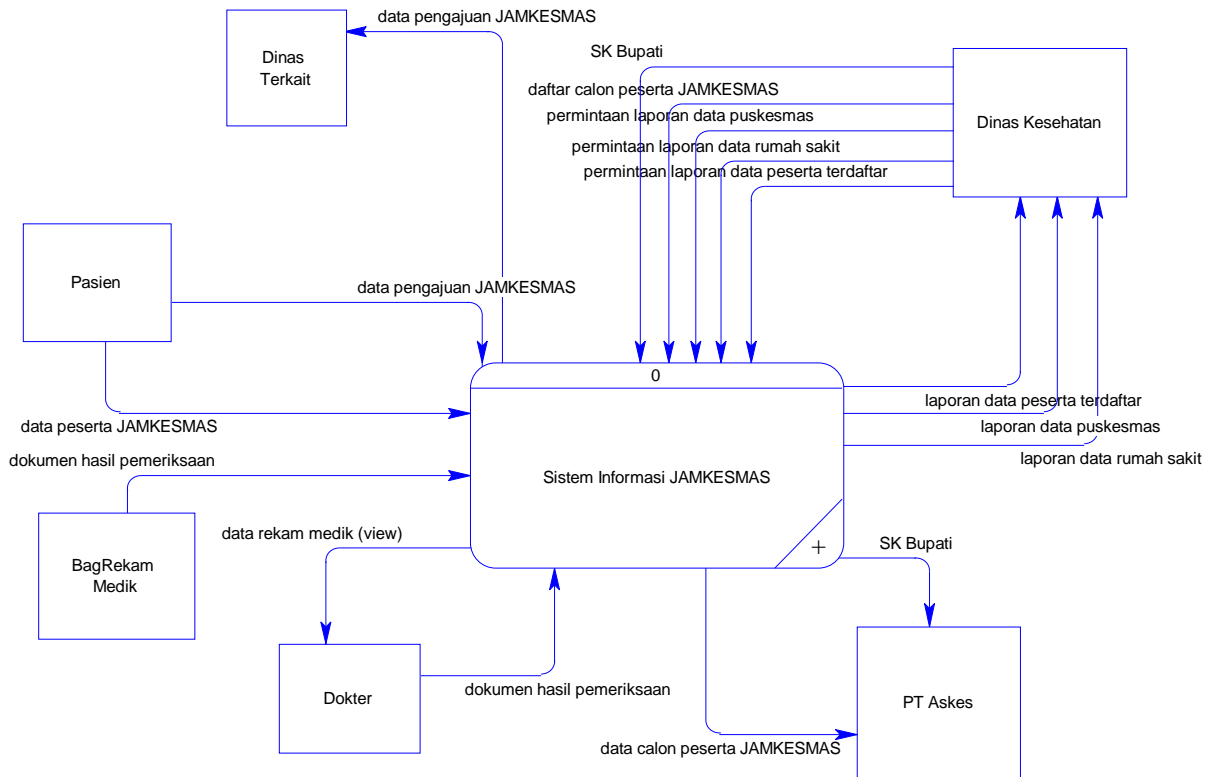 data pengajuan JAMKESMAS
Dinas
Terkait
SK Bupati
daftar calon peserta JAMKESMAS
permintaan laporan data puskesmas
permintaan laporan data rumah sakit
permintaan laporan data peserta terdaftar
Dinas Kesehatan
Pasien
data pengajuan JAMKESMAS
data peserta JAMKESMAS
0
Sistem Informasi JAMKESMAS
+
laporan data peserta terdaftar
laporan data puskesmas
laporan data rumah sakit
dokumen hasil pemeriksaan
BagRekam
Medik
data rekam medik (view)
Dokter
dokumen hasil pemeriksaan
SK Bupati
PT Askes
data calon peserta JAMKESMAS